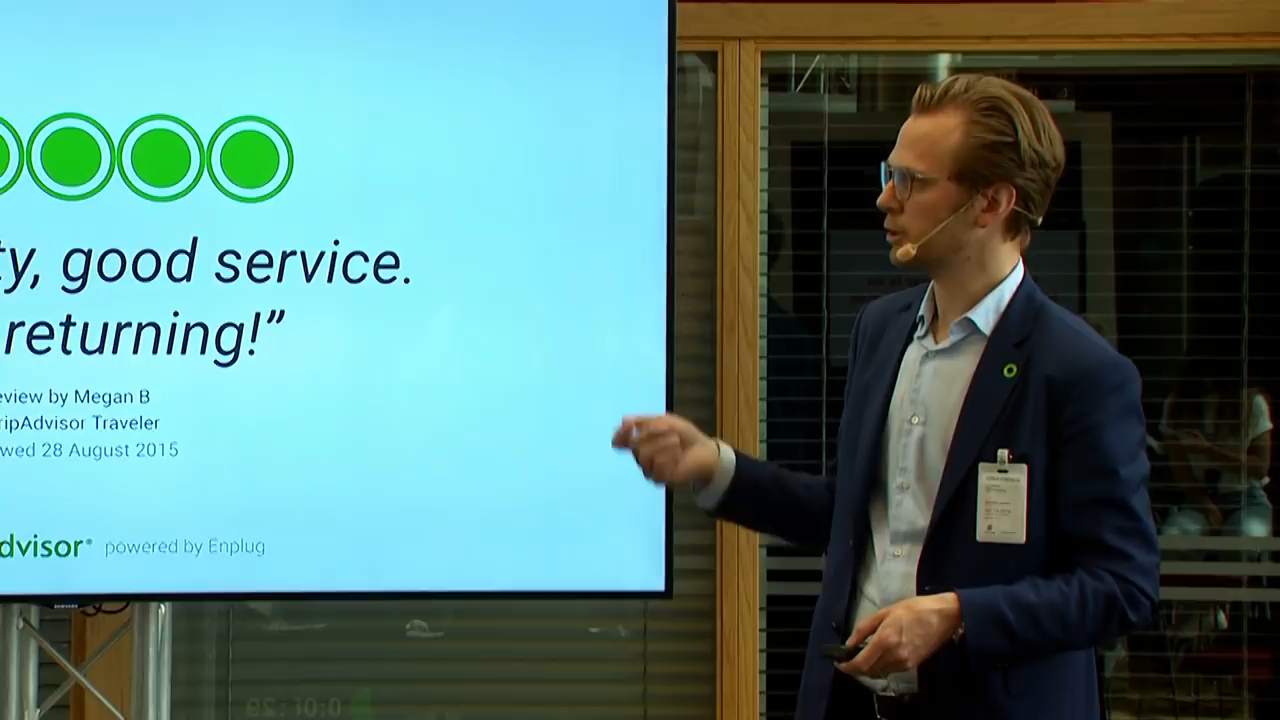 ty, good service.
returning!”
eview by Megan B
ripAdvisor Traveler
wed 28 August 2015
dvisor® powered by Enplug